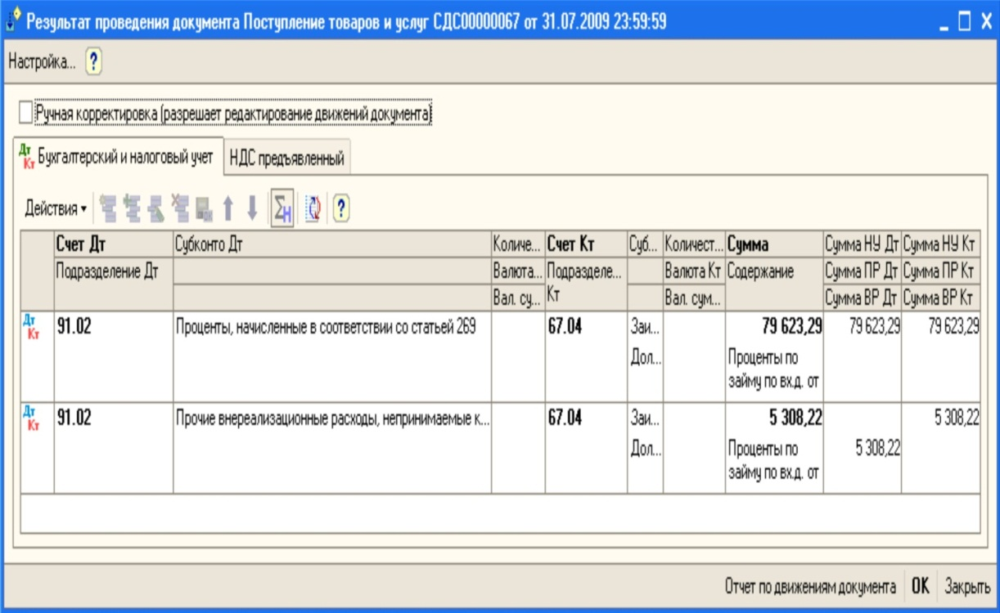 Результат проведения документа Поступление товаров и услуг СДС00000067 от 31.07.2009 23:59:59
Настройка... ?
Ручная корректировка (разрешает редактирование движений документа)
Дт Кт Бухгалтерский и налоговый учет НДС предъявленный
Действия ?
Счет Дт Субконто Дт Количе... Счет Кт Суб... Количест... Сумма Сумма НУ Дт Сумма НУ Кт
Подразделение Дт Валюта... Подразделе... Кт Валюта Кт Содержание Сумма ПР Дт Сумма ПР Кт
Вал. су... Вал. сум... Сумма ВР Дт Сумма ВР Кт
Дт Кт 91.02 Проценты, начисленные в соответствии со статьей 269 67.04 Заи... 79 623,29 79 623,29 79 623,29
Дол... Проценты по
займу по вх.д. от
Дт Кт 91.02 Прочие внереализационные расходы, непринимаемые к... 67.04 Заи... 5 308,22 5 308,22
Дол... Проценты по 5 308,22
займу по вх.д. от
Отчет по движениям документа OK Закрыть